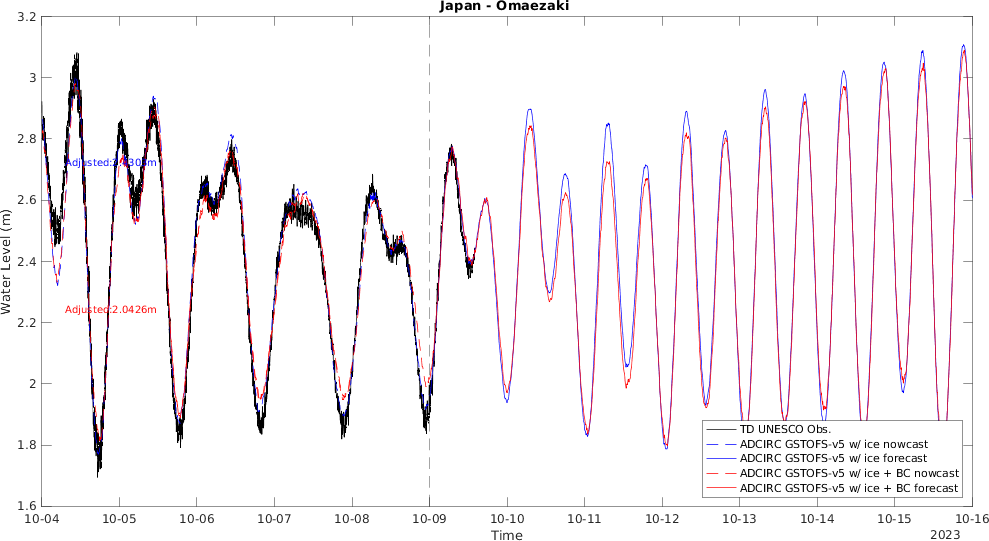 Japan - Omaezaki
3.2
3
2.8
2.6
2.4
2.2
2
1.8
1.6
Water Level (m)
Adjusted:2.0426m
10-04
10-05
10-06
10-07
10-08
10-09
10-10
10-11
10-12
10-13
10-14
10-15
10-16
Time
2023
TD UNESCO Obs.
ADCIRC GSTOFS-v5 w/ ice nowcast
ADCIRC GSTOFS-v5 w/ ice forecast
ADCIRC GSTOFS-v5 w/ ice + BC nowcast
ADCIRC GSTOFS-v5 w/ ice + BC forecast